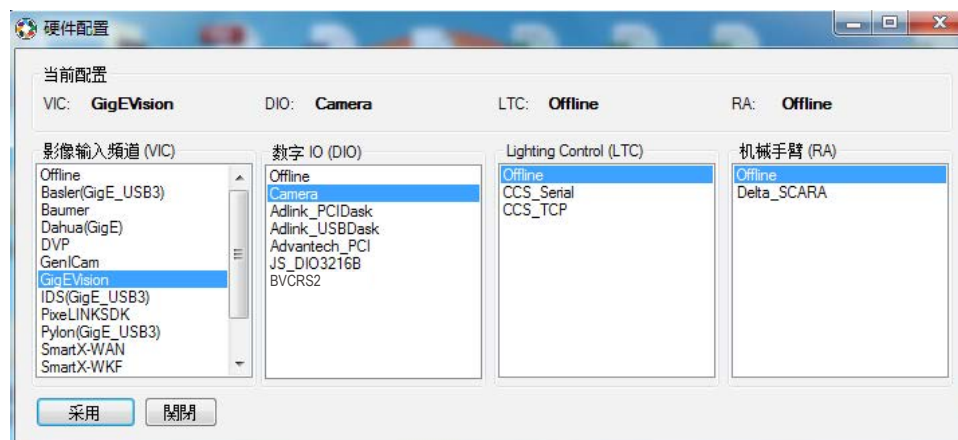 硬件配置
当前配置
VIC: GigEVision DIO: Camera LTC: Offline RA: Offline
影像输入频道 (VIC)
Offline
Basler(GigE_USB3)
Baumer
Dahua(GigE)
DVP
GenICam
GigEVision
IDS(GigE_USB3)
PixeLINKSDK
Pylon(GigE_USB3)
SmartX-WAN
SmartX-WKF
数字 IO (DIO)
Offline
Camera
Adlink_PCIDask
Adlink_USBDask
Advantech_PCI
JS_DIO3216B
BVCRS2
Lighting Control (LTC)
Offline
CCS_Serial
CCS_TCP
机械手臂 (RA)
Offline
Delta_SCARA
采用 関閉